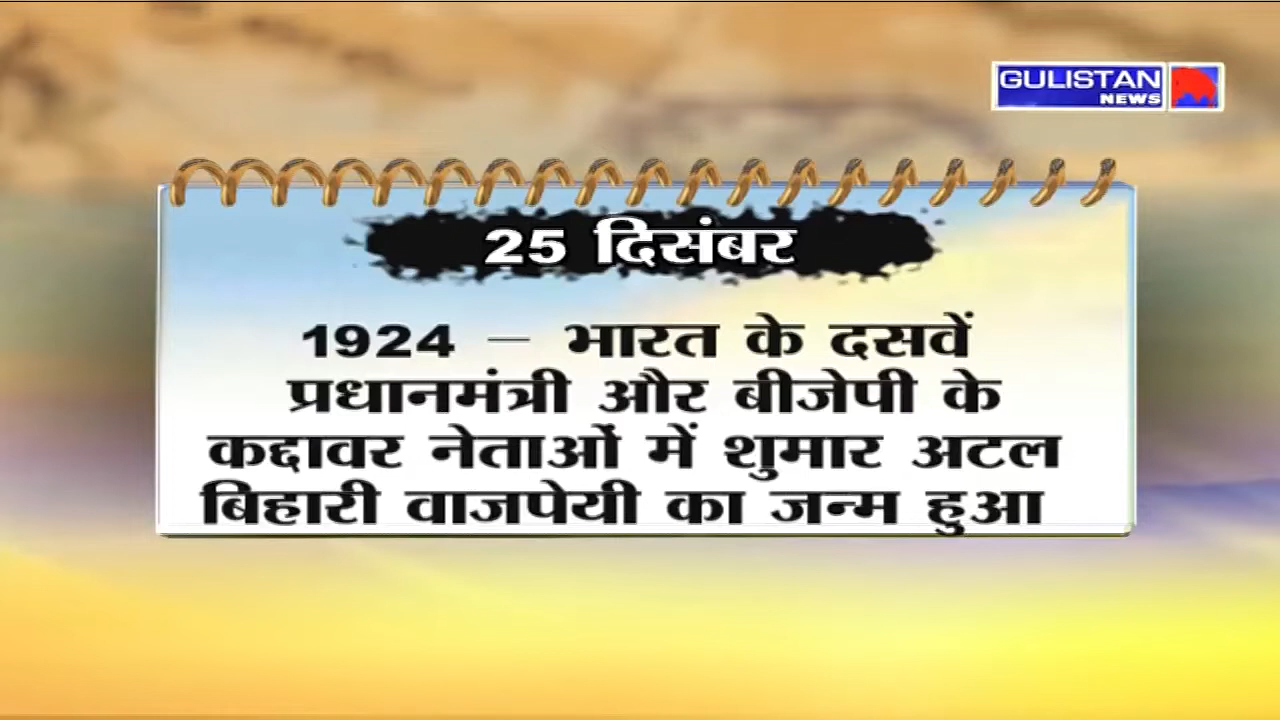 GULISTAN
NEWS
25 दिसंबर
1924 – भारत के दसवें
प्रधानमंत्री और बीजेपी के
कद्दावर नेताओं में शुमार अटल
बिहारी वाजपेयी का जन्म हुआ